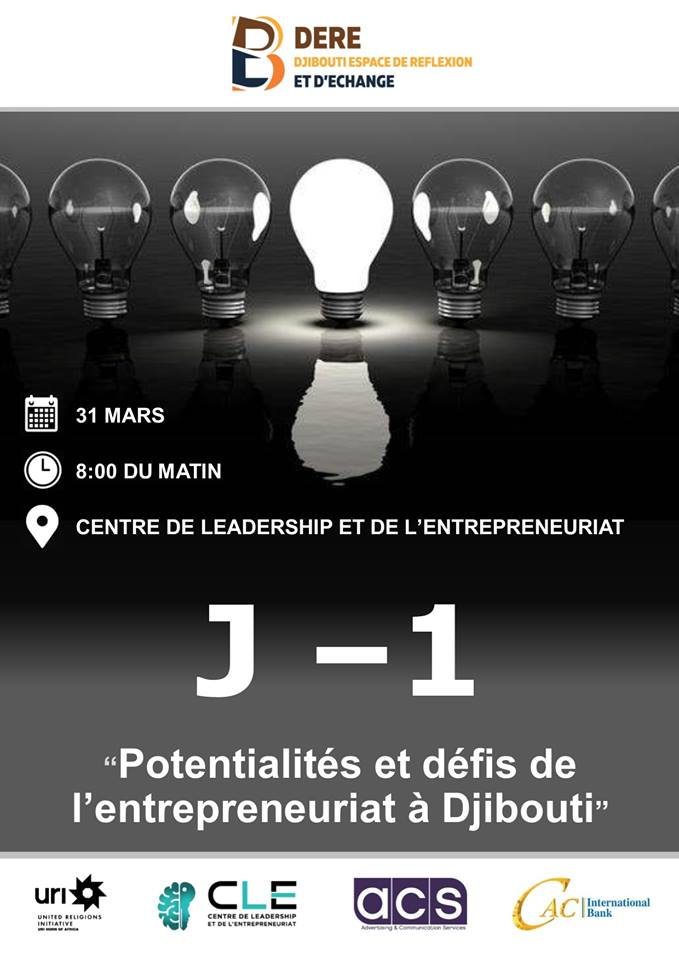 DERE
DJIBOUTI ESPACE DE REFLEXION
ET D'ECHANGE
31 MARS
8:00 DU MATIN
CENTRE DE LEADERSHIP ET DE L'ENTREPRENEURIAT
J –1
“Potentialités et défis de
l’entrepreneuriat à Djibouti”
uri
UNITED RELIGIONS
INITIATIVE
URI HORN OF AFRICA
CLE
CENTRE DE LEADERSHIP
ET DE L'ENTREPRENEURIAT
acs
Advertising & Communication Services
CAC International
Bank